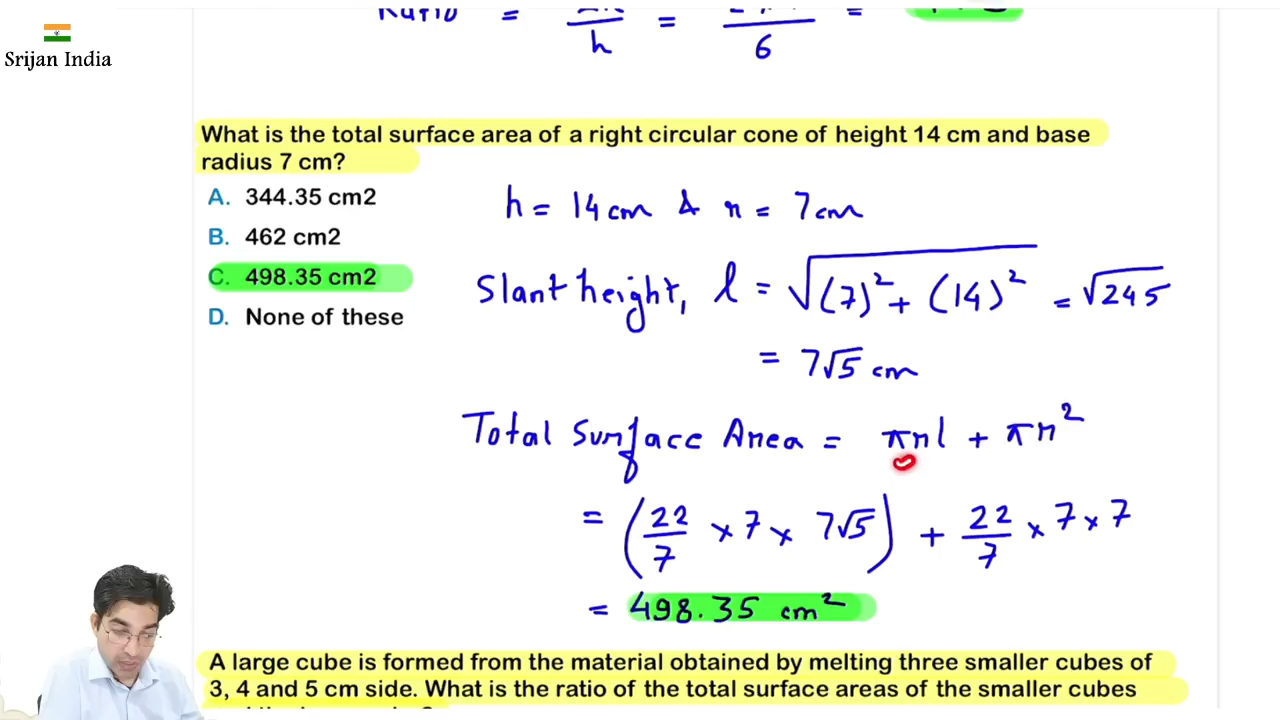 Ratio = =
h 6
Srijan India
What is the total surface area of a right circular cone of height 14 cm and base
radius 7 cm?
A. 344.35 cm2
B. 462 cm2
C. 498.35 cm2
D. None of these
h = 14 cm & r = 7 cm
Slant height, l = √(7)² + (14)² = √245
= 7√5 cm
Total Surface Area = πrl + πr²
= (22/7 × 7 × 7√5) + 22/7 × 7 × 7
= 498.35 cm²
A large cube is formed from the material obtained by melting three smaller cubes of
3, 4 and 5 cm side. What is the ratio of the total surface areas of the smaller cubes